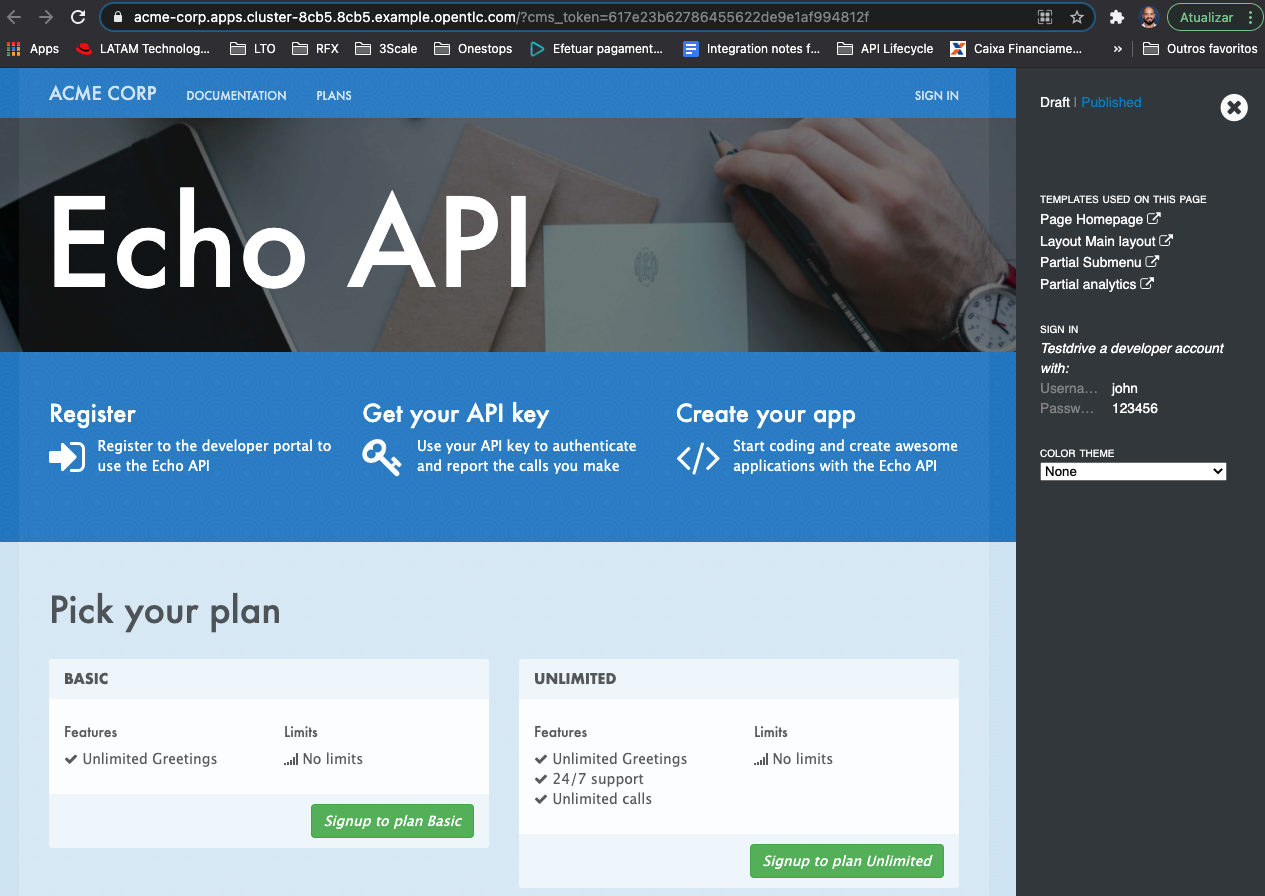 acme-corp.apps.cluster-8cb5.8cb5.example.opentlc.com/?cms_token=617e23b62786455622de9e1af994812f
Atualizar
Apps
LATAM Technolog...
LTO
RFX
3Scale
Onestops
Efetuar pagament...
Integration notes f...
API Lifecycle
Caixa Financiame...
»
Outros favoritos
ACME CORP
DOCUMENTATION
PLANS
SIGN IN
Echo API
Register
Register to the developer portal to
use the Echo API
Get your API key
Use your API key to authenticate
and report the calls you make
Create your app
Start coding and create awesome
applications with the Echo API
Pick your plan
BASIC
Features
Unlimited Greetings
Limits
No limits
Signup to plan Basic
UNLIMITED
Features
Unlimited Greetings
24/7 support
Unlimited calls
Limits
No limits
Signup to plan Unlimited
Draft | Published
TEMPLATES USED ON THIS PAGE
Page Homepage
Layout Main layout
Partial Submenu
Partial analytics
SIGN IN
Testdrive a developer account
with:
Userna... john
Passw... 123456
COLOR THEME
None